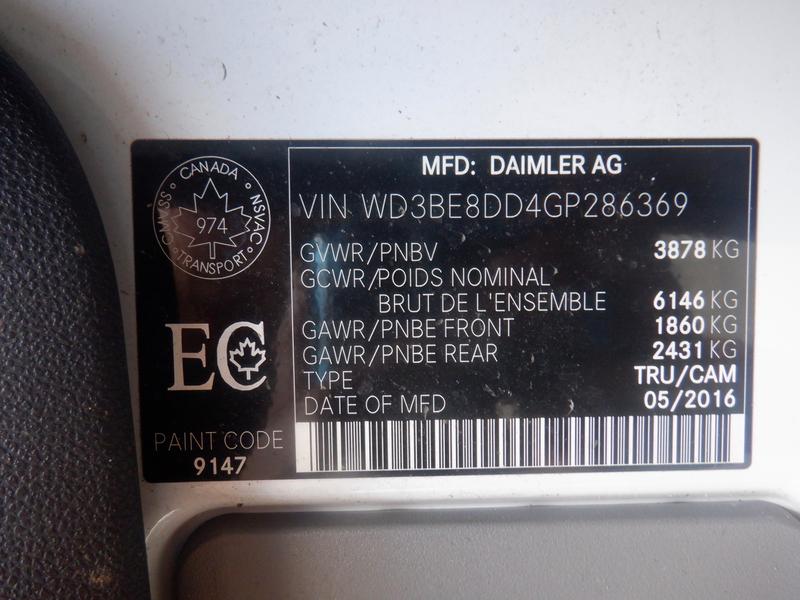 CANADA
CMVSS
NSVAC
974
TRANSPORT
MFD: DAIMLER AG
VIN WD3BE8DD4GP286369
GVWR/PNBV 3878 KG
GCWR/POIDS NOMINAL
BRUT DE L'ENSEMBLE 6146 KG
GAWR/PNBE FRONT 1860 KG
GAWR/PNBE REAR 2431 KG
TYPE TRU/CAM
DATE OF MFD 05/2016
EC
PAINT CODE
9147